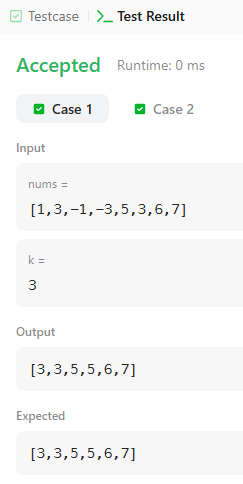 Testcase
Test Result
Accepted Runtime: 0 ms
Case 1 Case 2
Input
nums =
[1,3,-1,-3,5,3,6,7]
k =
3
Output
[3,3,5,5,6,7]
Expected
[3,3,5,5,6,7]